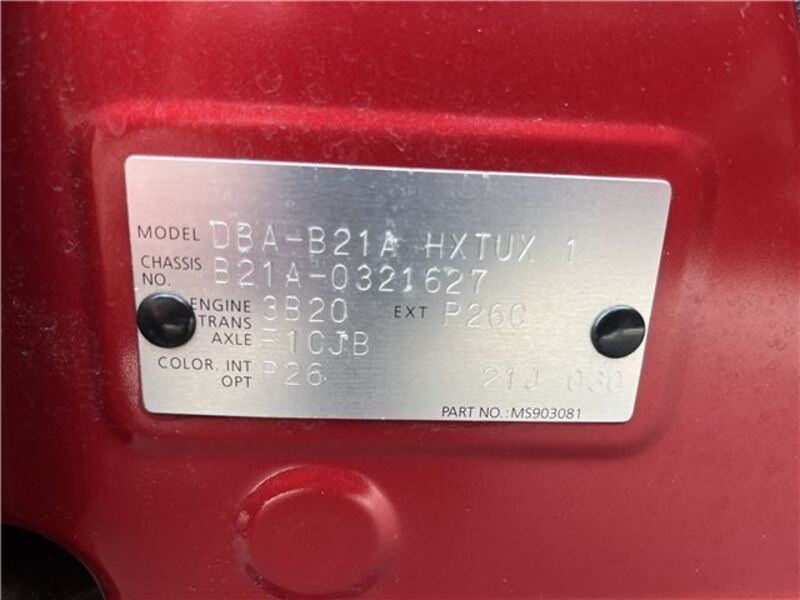 MODEL DBA-B21A HXTUX 1
CHASSIS NO. B21A-0321627
ENGINE 3B20 EXT P26C
TRANS AXLE F1CJB
COLOR. INT OPT P26 21J 030
PART NO.:MS903081